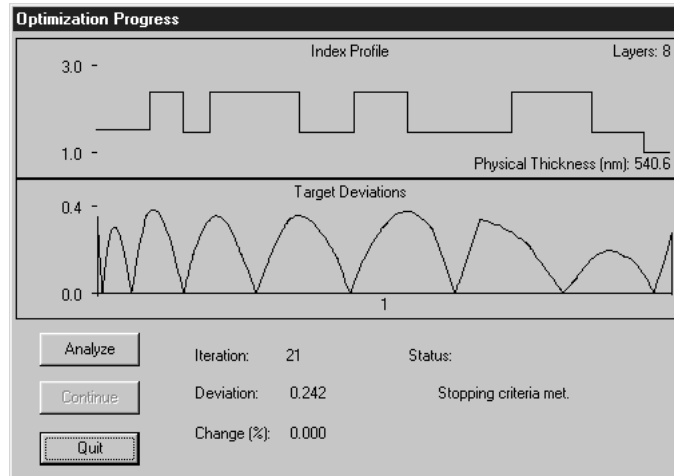 Optimization Progress
Index Profile Layers: 8
3.0 -
1.0 -
Physical Thickness (nm): 540.6
Target Deviations
0.4 -
0.0
1
Analyze
Iteration: 21 Status:
Continue
Deviation: 0.242 Stopping criteria met.
Change (%): 0.000
Quit